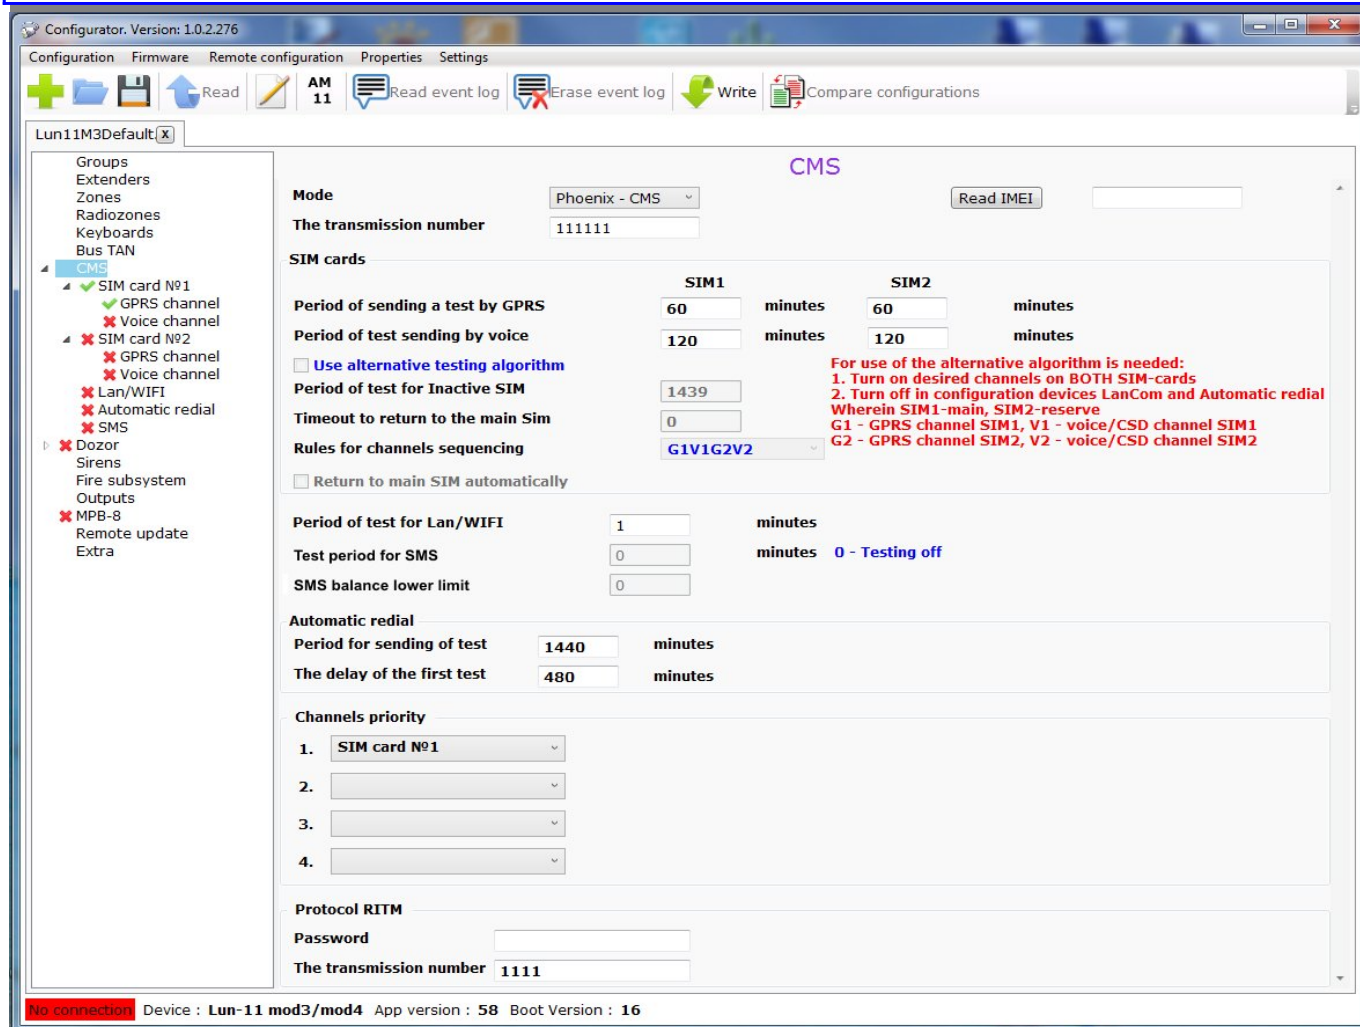 Configurator. Version: 1.0.2.276
Configuration Firmware Remote configuration Properties Settings
Read AM 11 Read event log Erase event log Write Compare configurations
Lun11M3Default x
Groups
Extenders
Zones
Radiozones
Keyboards
Bus TAN
CMS
SIM card №1
GPRS channel
Voice channel
SIM card №2
GPRS channel
Voice channel
Lan/WIFI
Automatic redial
SMS
Dozor
Sirens
Fire subsystem
Outputs
MPB-8
Remote update
Extra
CMS
Mode Phoenix - CMS Read IMEI
The transmission number 111111
SIM cards
SIM1 SIM2
Period of sending a test by GPRS 60 minutes 60 minutes
Period of test sending by voice 120 minutes 120 minutes
Use alternative testing algorithm
Period of test for Inactive SIM 1439
Timeout to return to the main Sim 0
Rules for channels sequencing G1V1G2V2
Return to main SIM automatically
For use of the alternative algorithm is needed:
1. Turn on desired channels on BOTH SIM-cards
2. Turn off in configuration devices LanCom and Automatic redial
Wherein SIM1-main, SIM2-reserve
G1 - GPRS channel SIM1, V1 - voice/CSD channel SIM1
G2 - GPRS channel SIM2, V2 - voice/CSD channel SIM2
Period of test for Lan/WIFI 1 minutes
Test period for SMS 0 minutes 0 - Testing off
SMS balance lower limit 0
Automatic redial
Period for sending of test 1440 minutes
The delay of the first test 480 minutes
Channels priority
1. SIM card №1
2.
3.
4.
Protocol RITM
Password
The transmission number 1111
No connection Device : Lun-11 mod3/mod4 App version : 58 Boot Version : 16